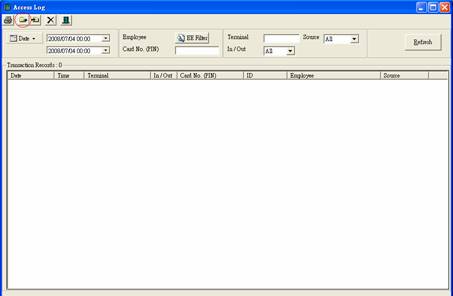 Access Log
Date 2008/07/04 00:00 Employee EE Filter Terminal Source All
2008/07/04 00:00 Card No. (PIN) In / Out All Refresh
Transaction Records : 0
Date Time Terminal In / Out Card No. (PIN) ID Employee Source